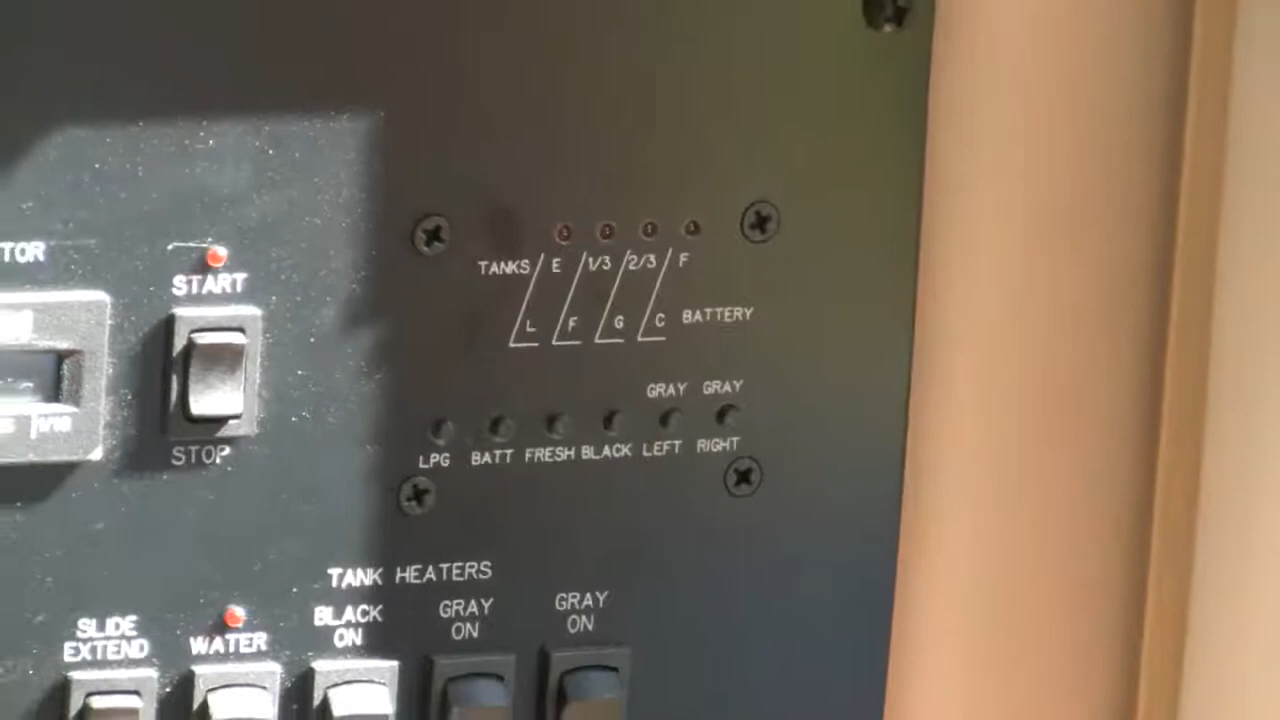 TOR
START
STOP
TANKS E 1/3 2/3 F
L F G C BATTERY
GRAY GRAY
LPG BATT FRESH BLACK LEFT RIGHT
TANK HEATERS
SLIDE EXTEND
WATER
BLACK ON
GRAY ON
GRAY ON